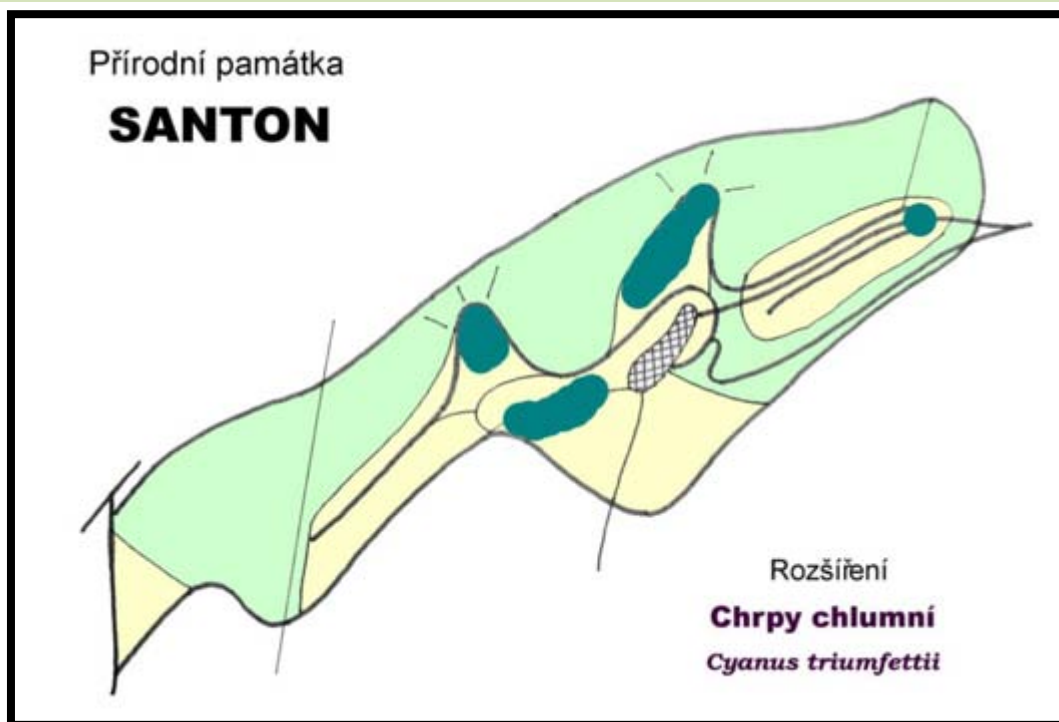 Přírodní památka
SANTON
Rozšíření
Chrpy chlumní
Cyanus triumfettii